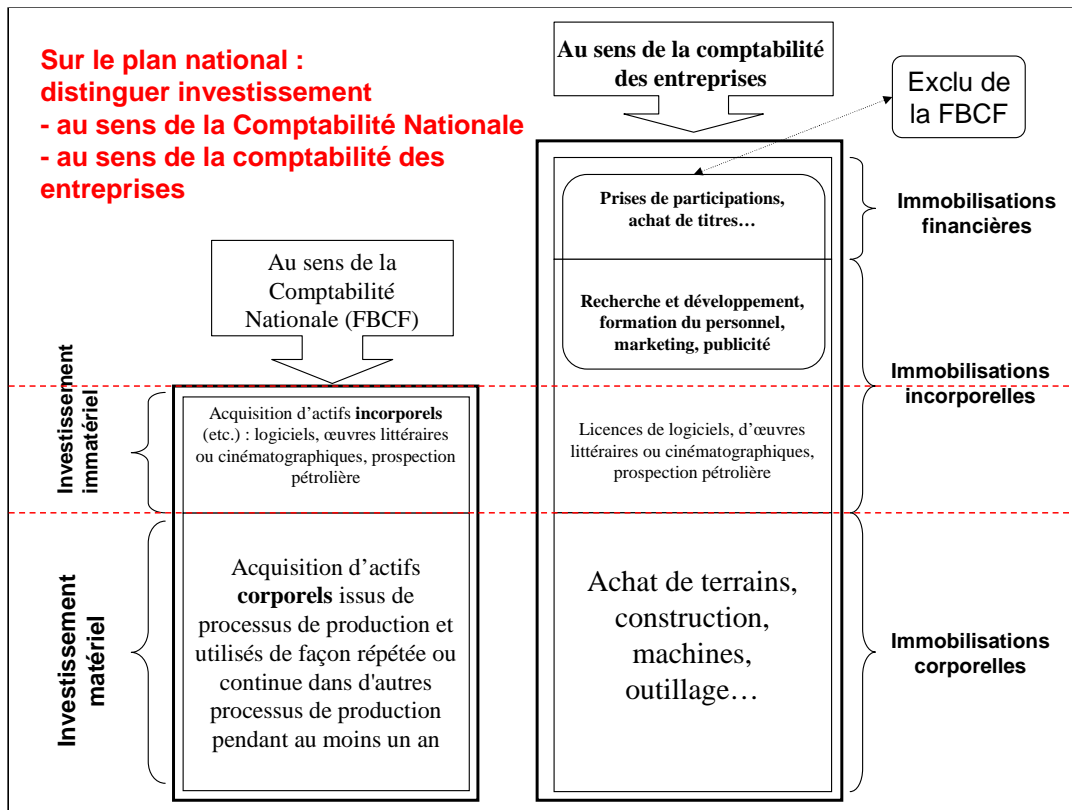 Sur le plan national :
distinguer investissement
- au sens de la Comptabilité Nationale
- au sens de la comptabilité des
entreprises
Au sens de la comptabilité
des entreprises
Exclu de
la FBCF
Prises de participations,
achat de titres…
Immobilisations
financières
Au sens de la
Comptabilité
Nationale (FBCF)
Recherche et développement,
formation du personnel,
marketing, publicité
Immobilisations
incorporelles
Investissement
immatériel
Acquisition d’actifs incorporels
(etc.) : logiciels, œuvres littéraires
ou cinématographiques, prospection
pétrolière
Licences de logiciels, d’œuvres
littéraires ou cinématographiques,
prospection pétrolière
Investissement
matériel
Acquisition d’actifs
corporels issus de
processus de production et
utilisés de façon répétée ou
continue dans d'autres
processus de production
pendant au moins un an
Achat de terrains,
construction,
machines,
outillage…
Immobilisations
corporelles